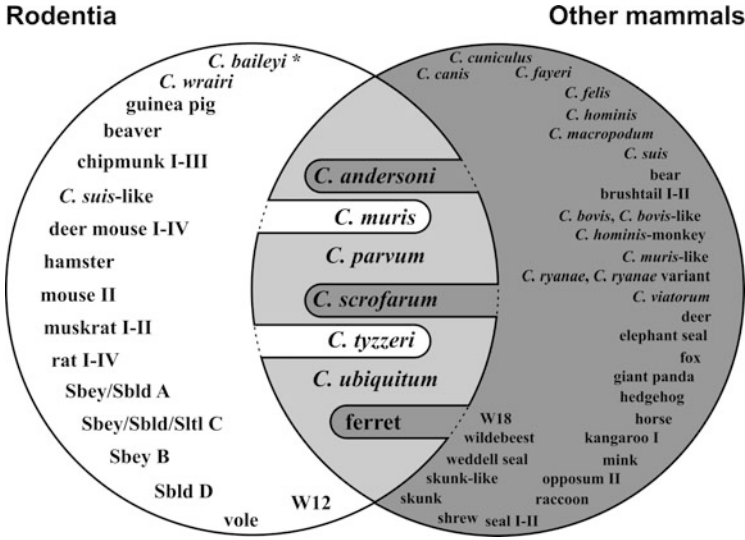 Rodentia
Other mammals
C. baileyi *
C. wrairi
guinea pig
beaver
chipmunk I-III
C. suis-like
deer mouse I-IV
hamster
mouse II
muskrat I-II
rat I-IV
Sbey/Sbld A
Sbey/Sbld/Sltl C
Sbey B
Sbld D
W12
vole
C. andersoni
C. muris
C. parvum
C. scrofarum
C. tyzzeri
C. ubiquitum
ferret
C. cuniculus
C. canis
C. fayeri
C. felis
C. hominis
C. macropodum
C. suis
bear
brushtail I-II
C. bovis, C. bovis-like
C. hominis-monkey
C. muris-like
C. ryanae, C. ryanae variant
C. viatorum
deer
elephant seal
fox
giant panda
hedgehog
horse
kangaroo I
mink
opposum II
raccoon
seal I-II
shrew
skunk
skunk-like
weddell seal
wildebeest
W18